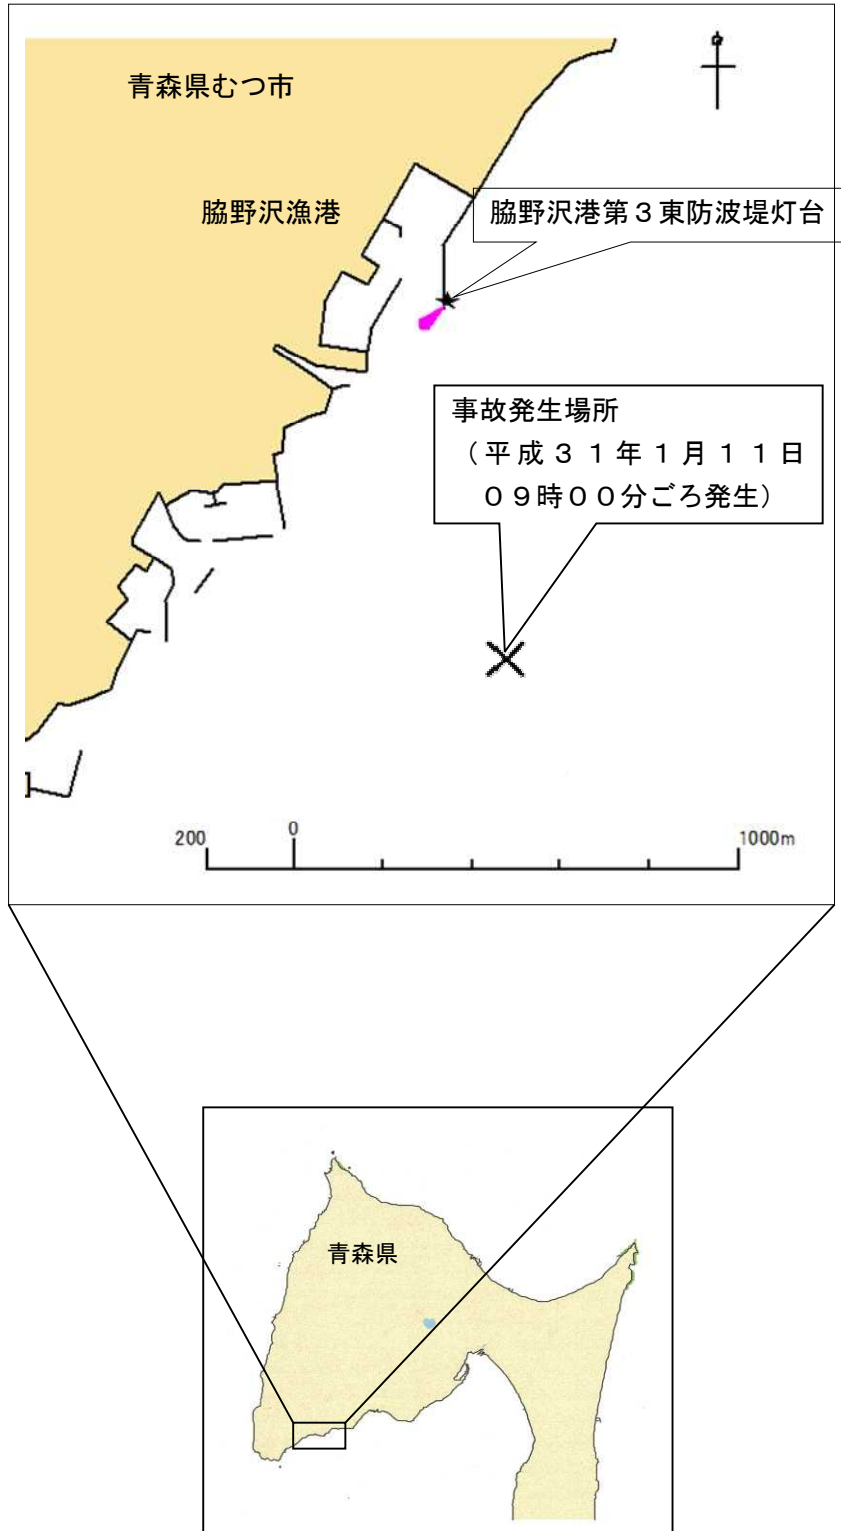 青森県むつ市
脇野沢漁港
脇野沢港第３東防波堤灯台
事故発生場所
（平成３１年１月１１日
０９時００分ごろ発生）
200
0
1000m
青森県